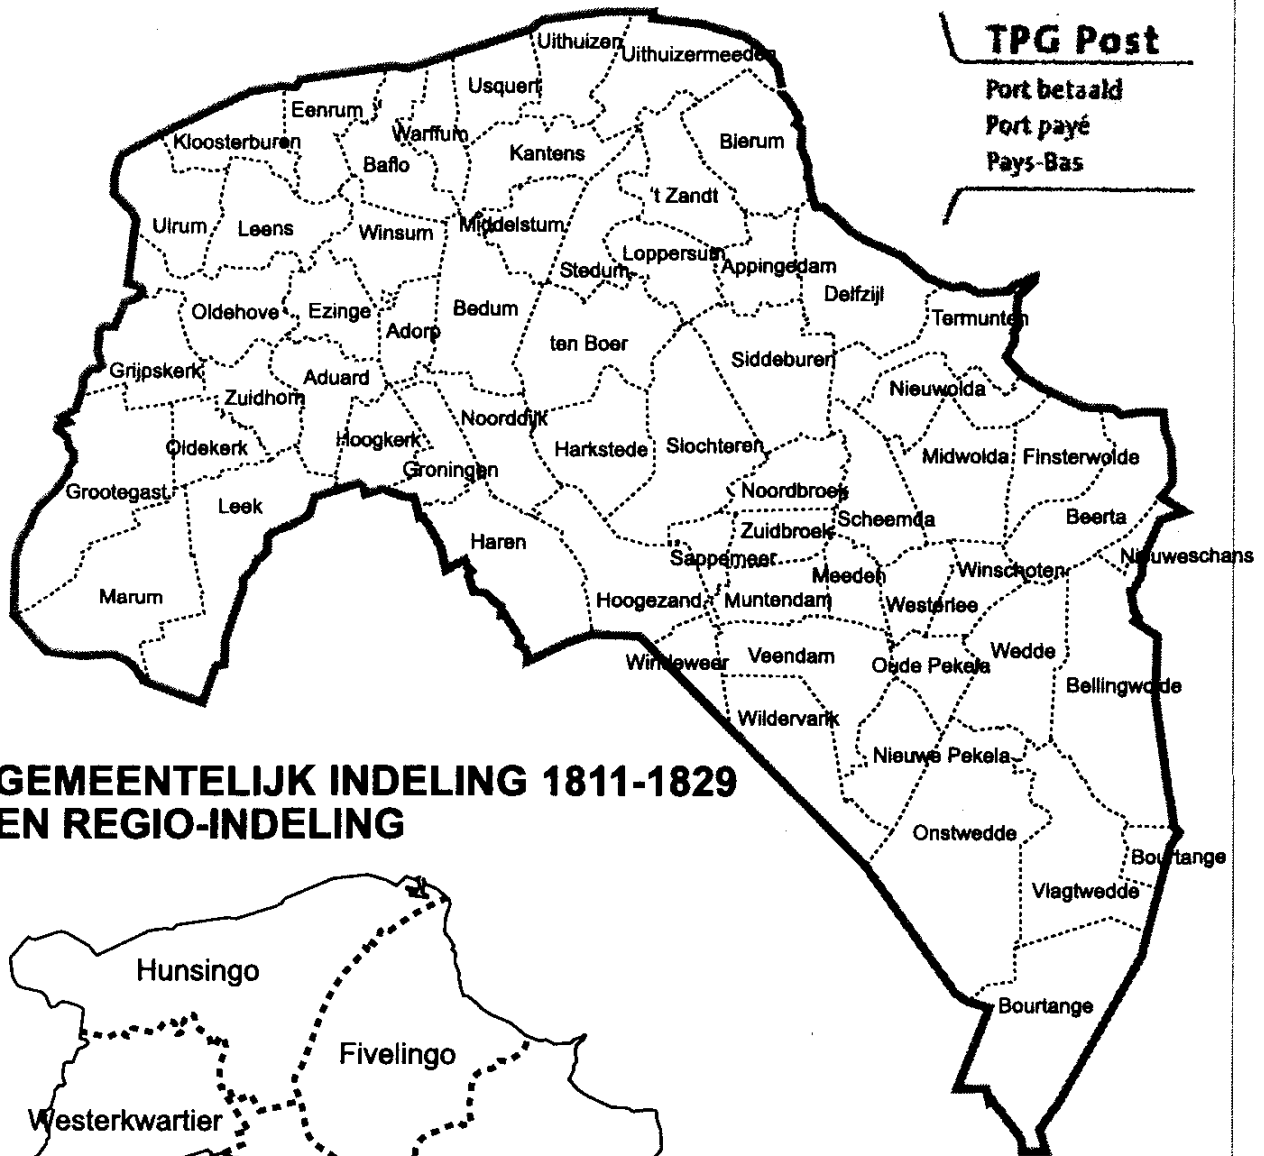 TPG Post
Port betaald
Port payé
Pays-Bas
Uithuizen
Uithuizermeeden
Usquert
Eenrum
Warffum
Kloosterburen
Baflo
Kantens
Bierum
't Zandt
Ulrum
Leens
Winsum
Middelstum
Loppersum
Stedum
Appingedam
Delfzijl
Oldehove
Ezinge
Bedum
Adorp
ten Boer
Termunten
Siddeburen
Grijpskerk
Aduard
Zuidhorn
Nieuwolda
Noorddijk
Hoogkerk
Oldekerk
Harkstede
Slochteren
Midwolda
Finsterwolde
Groningen
Grootegast
Leek
Noordbroek
Scheemda
Beerta
Zuidbroek
Haren
Sappemeer
Nieuweschans
Meeden
Winschoten
Marum
Hoogezand
Muntendam
Westerlee
Windeweer
Veendam
Oude Pekela
Wedde
Bellingwolde
Wildervank
Nieuwe Pekela
Onstwedde
Bourtange
Vlagtwedde
Bourtange
GEMEENTELIJK INDELING 1811-1829
EN REGIO-INDELING
Hunsingo
Fivelingo
Westerkwartier